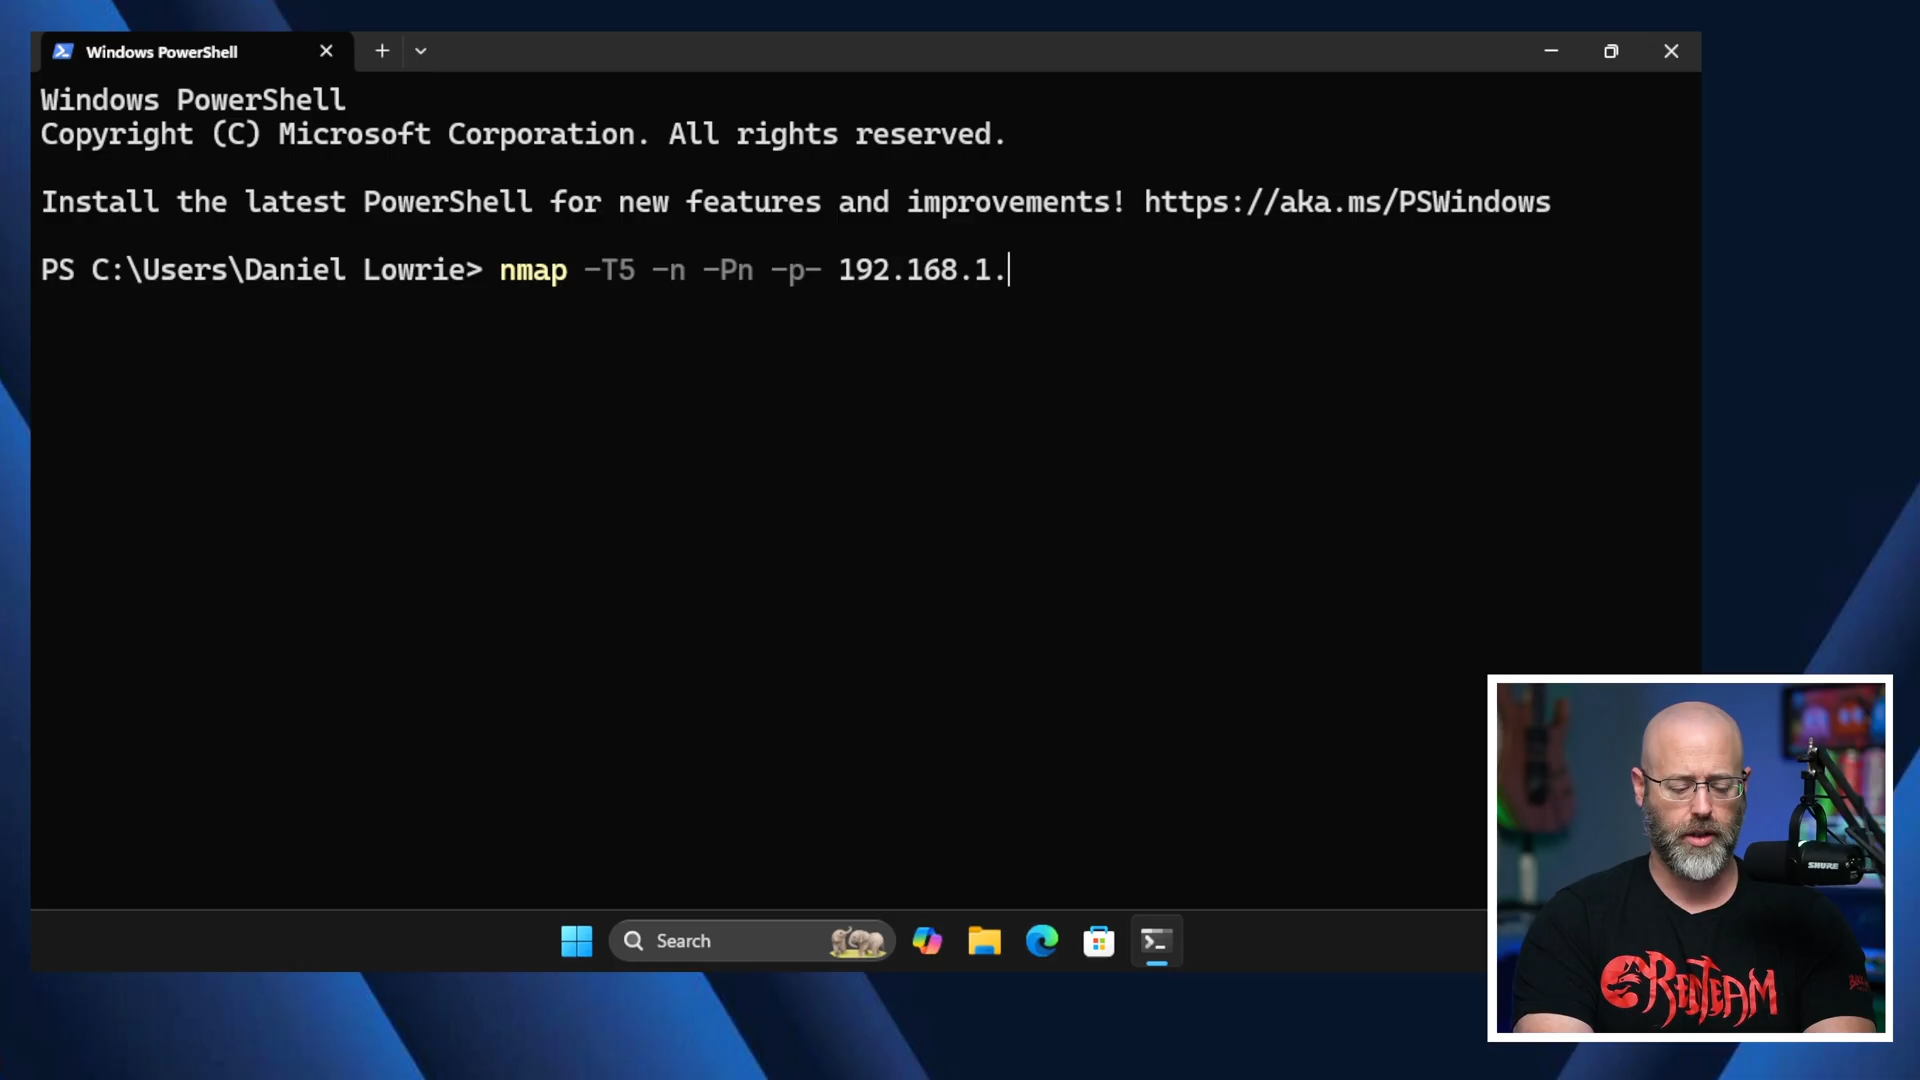 Windows PowerShell
Windows PowerShell
Copyright (C) Microsoft Corporation. All rights reserved.
Install the latest PowerShell for new features and improvements! https://aka.ms/PSWindows
PS C:\Users\Daniel Lowrie> nmap -T5 -n -Pn -p- 192.168.1.
Search
SHURE
REDTEAM